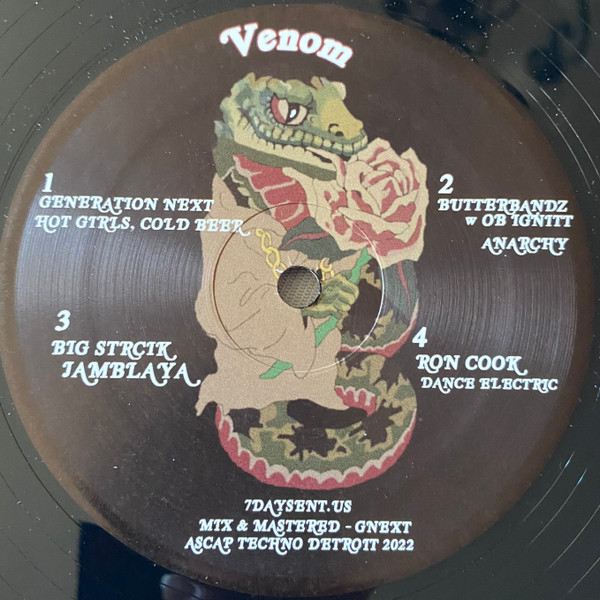 Venom
1
GENERATION NEXT
HOT GIRLS, COLD BEER
2
BUTTERBANDZ
W OB IGNITT
ANARCHY
3
BIG STRCIK
JAMBLAYA
4
RON COOK
DANCE ELECTRIC
7DAYSENT.US
MIX & MASTERED - GNEXT
ASCAP TECHNO DETROIT 2022